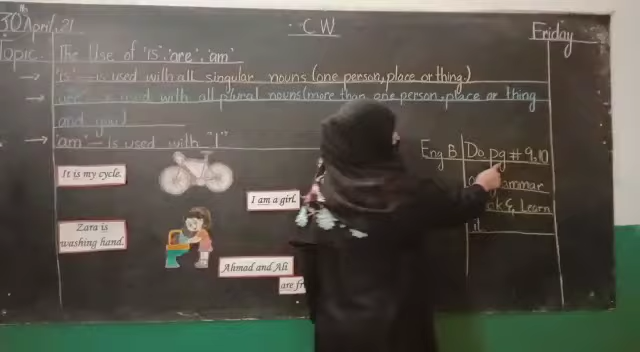 30th April, 21
C W
Friday
Topic: The Use of 'is', 'are', 'am'
→ 'is' — is used with all singular nouns (one person, place or thing.)
→ 'are' — is used with all plural nouns (more than one person, place or thing
and you)
→ 'am' — is used with "I"
It is my cycle.
I am a girl.
Zara is
washing hand.
Ahmad and Ali
are
Eng B
Do pg # 9,10
grammar
& Learn
it